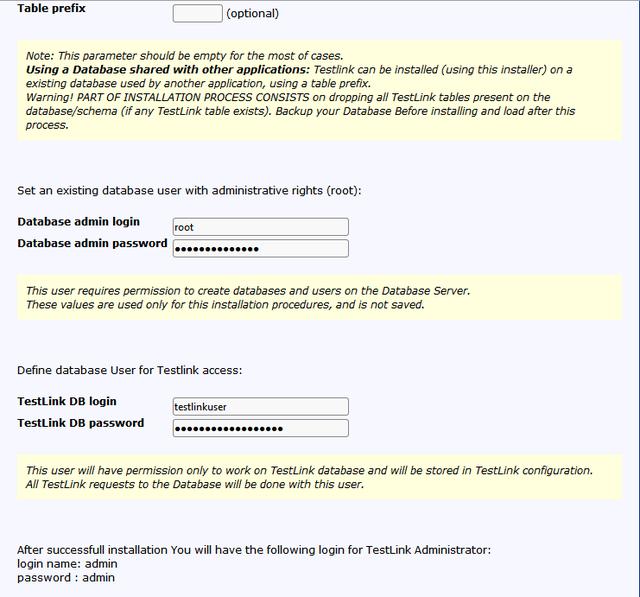 Table prefix (optional)
Note: This parameter should be empty for the most of cases.
Using a Database shared with other applications: Testlink can be installed (using this installer) on a
existing database used by another application, using a table prefix.
Warning! PART OF INSTALLATION PROCESS CONSISTS on dropping all TestLink tables present on the
database/schema (if any TestLink table exists). Backup your Database Before installing and load after this
process.
Set an existing database user with administrative rights (root):
Database admin login root
Database admin password ••••••••••••••
This user requires permission to create databases and users on the Database Server.
These values are used only for this installation procedures, and is not saved.
Define database User for Testlink access:
TestLink DB login testlinkuser
TestLink DB password ••••••••••••••••••
This user will have permission only to work on TestLink database and will be stored in TestLink configuration.
All TestLink requests to the Database will be done with this user.
After successfull installation You will have the following login for TestLink Administrator:
login name: admin
password : admin